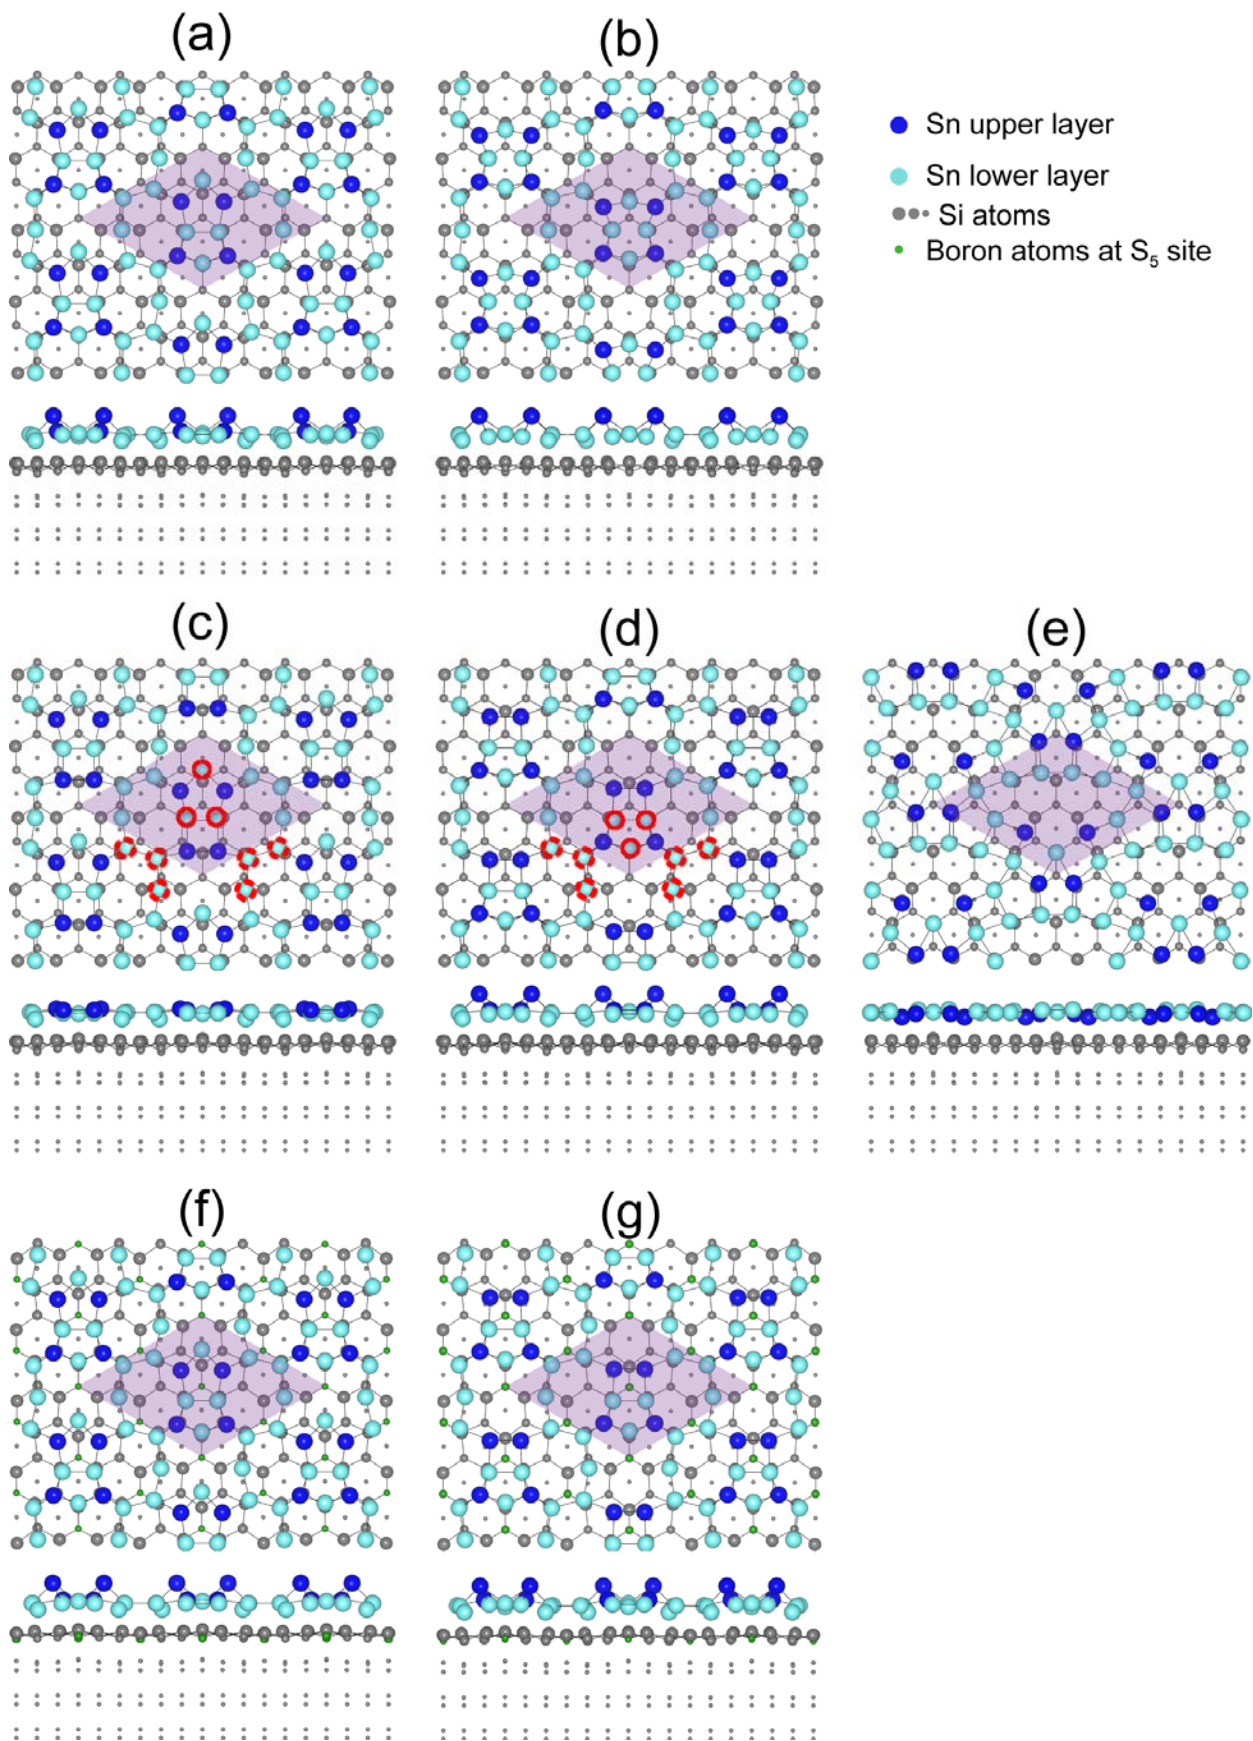 (a)
(b)
Sn upper layer
Sn lower layer
Si atoms
Boron atoms at S5 site
(c)
(d)
(e)
(f)
(g)